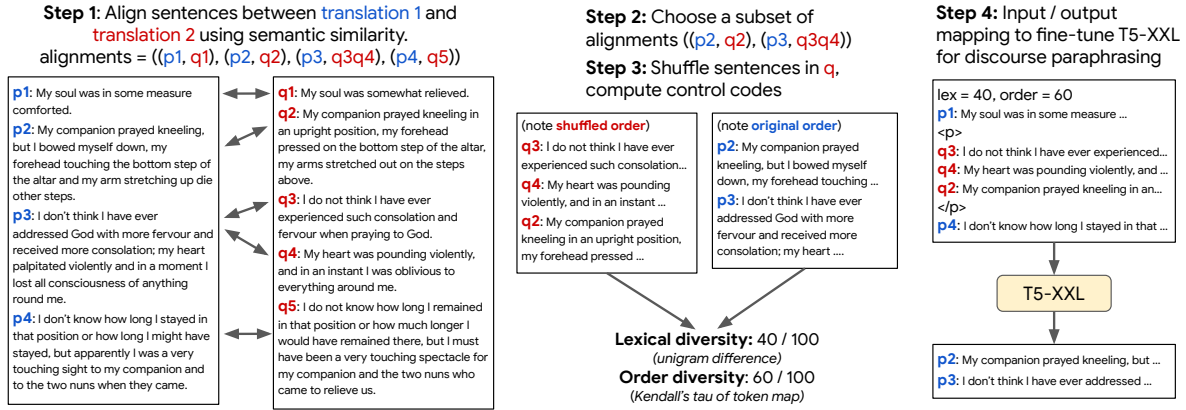 Step 1: Align sentences between translation 1 and
translation 2 using semantic similarity.
alignments = ((p1, q1), (p2, q2), (p3, q3q4), (p4, q5))
p1: My soul was in some measure
comforted.
p2: My companion prayed kneeling,
but I bowed myself down, my
forehead touching the bottom step of
the altar and my arm stretching up die
other steps.
p3: I don't think I have ever
addressed God with more fervour and
received more consolation; my heart
palpitated violently and in a moment I
lost all consciousness of anything
round me.
p4: I don't know how long I stayed in
that position or how long I might have
stayed, but apparently I was a very
touching sight to my companion and
to the two nuns when they came.
q1: My soul was somewhat relieved.
q2: My companion prayed kneeling in
an upright position, my forehead
pressed on the bottom step of the altar,
my arms stretched out on the steps
above.
q3: I do not think I have ever
experienced such consolation and
fervour when praying to God.
q4: My heart was pounding violently,
and in an instant I was oblivious to
everything around me.
q5: I do not know how long I remained
in that position or how much longer I
would have remained there, but I must
have been a very touching spectacle for
my companion and the two nuns who
came to relieve us.
Step 2: Choose a subset of
alignments ((p2, q2), (p3, q3q4))
Step 3: Shuffle sentences in q,
compute control codes
(note shuffled order)
q3: I do not think I have ever
experienced such consolation...
q4: My heart was pounding
violently, and in an instant ...
q2: My companion prayed
kneeling in an upright position,
my forehead pressed ...
(note original order)
p2: My companion prayed
kneeling, but I bowed myself
down, my forehead touching ...
p3: I don't think I have ever
addressed God with more
fervour and received more
consolation; my heart ....
Lexical diversity: 40 / 100
(unigram difference)
Order diversity: 60 / 100
(Kendall's tau of token map)
Step 4: Input / output
mapping to fine-tune T5-XXL
for discourse paraphrasing
lex = 40, order = 60
p1: My soul was in some measure ...
<p>
q3: I do not think I have ever experienced...
q4: My heart was pounding violently, and ...
q2: My companion prayed kneeling in an...
</p>
p4: I don't know how long I stayed in that ...
T5-XXL
p2: My companion prayed kneeling, but ...
p3: I don't think I have ever addressed ...